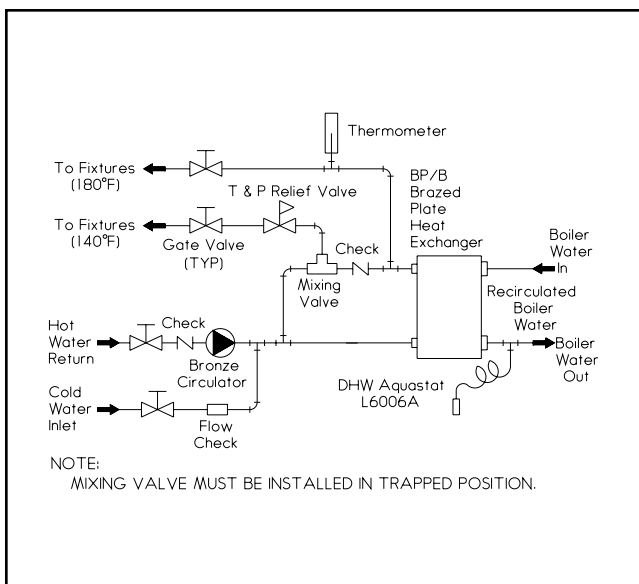 Thermometer
To Fixtures
(180°F)
T & P Relief Valve
BP/B
Brazed
Plate
Heat
Exchanger
To Fixtures
(140°F)
Gate Valve
(TYP)
Check
Mixing
Valve
Boiler
Water
In
Recirculated
Boiler
Water
Hot
Water
Return
Check
Bronze
Circulator
Boiler
Water
Out
DHW Aquastat
L6006A
Cold
Water
Inlet
Flow
Check
NOTE:
MIXING VALVE MUST BE INSTALLED IN TRAPPED POSITION.